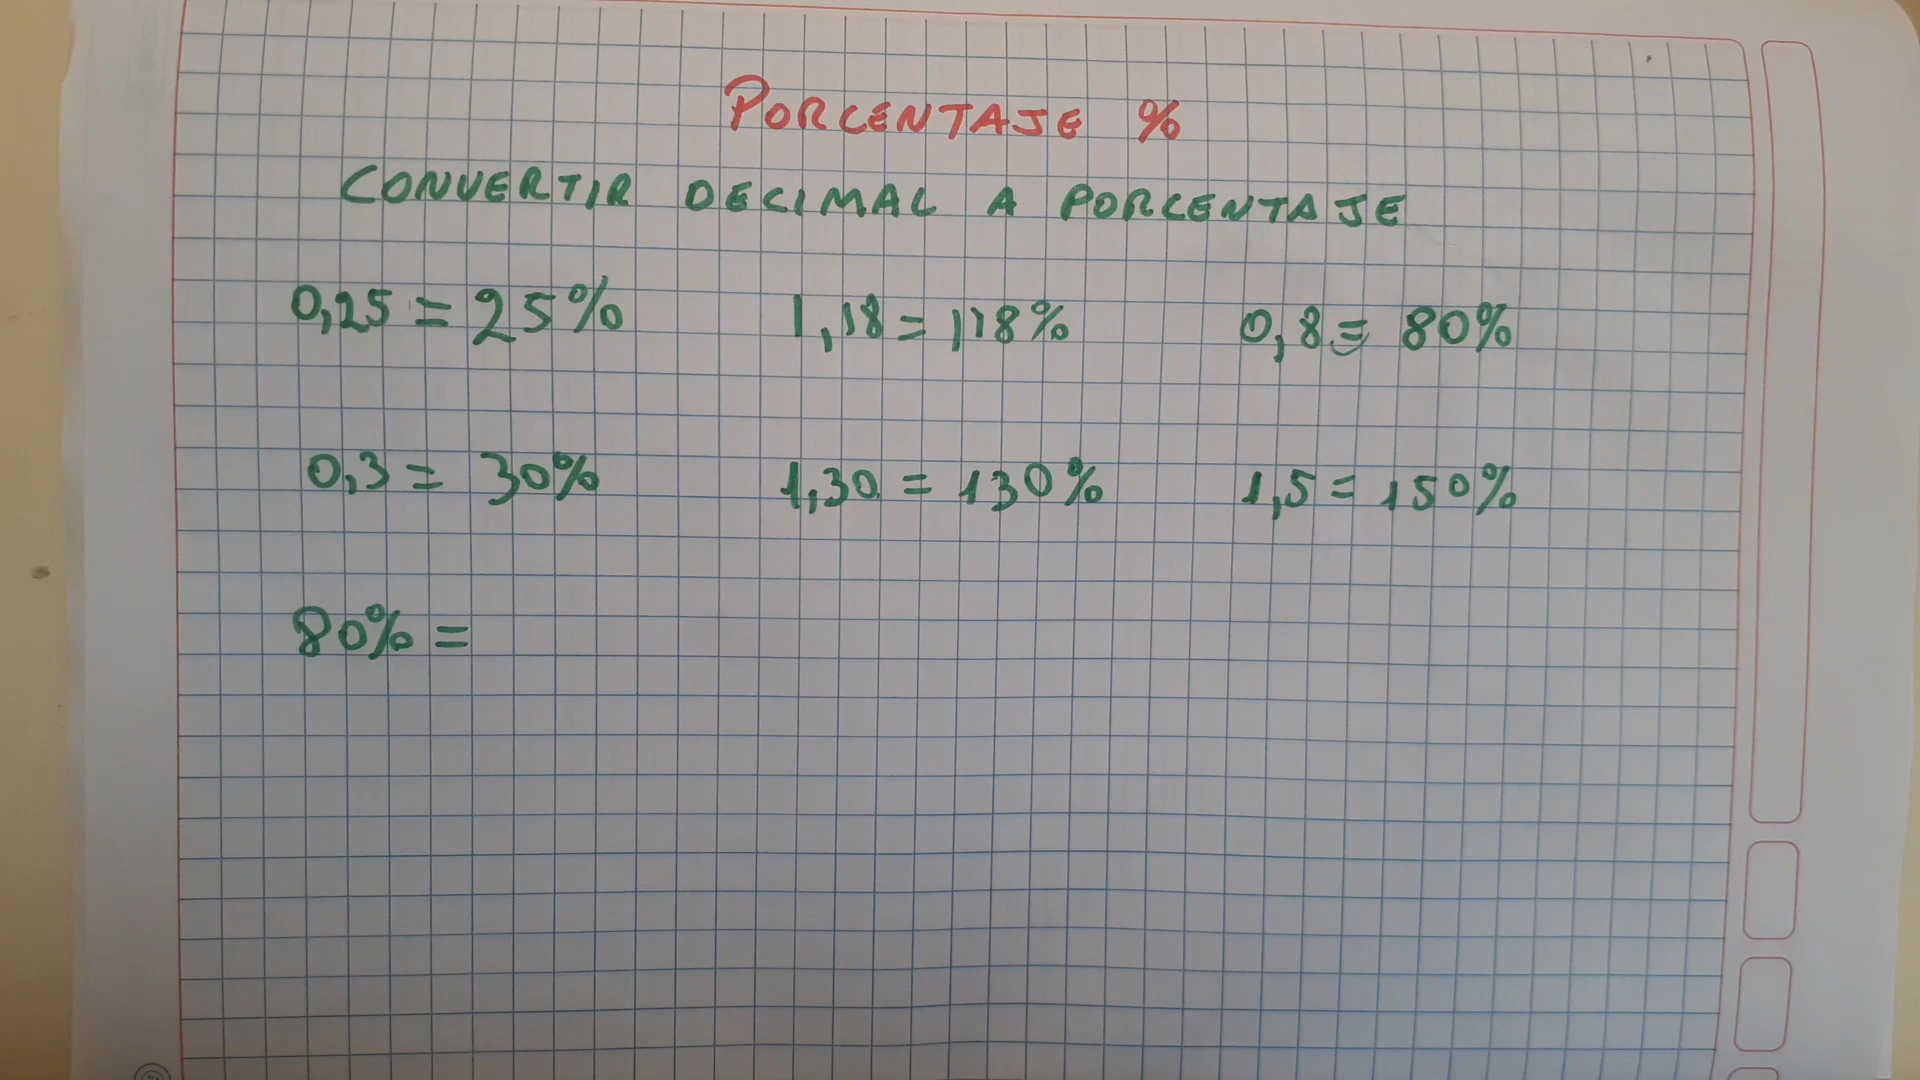 PORCENTAJE %
CONVERTIR DECIMAL A PORCENTAJE
0,25 = 25% 1,18 = 118% 0,8 = 80%
0,3 = 30% 1,30 = 130% 1,5 = 150%
80% =